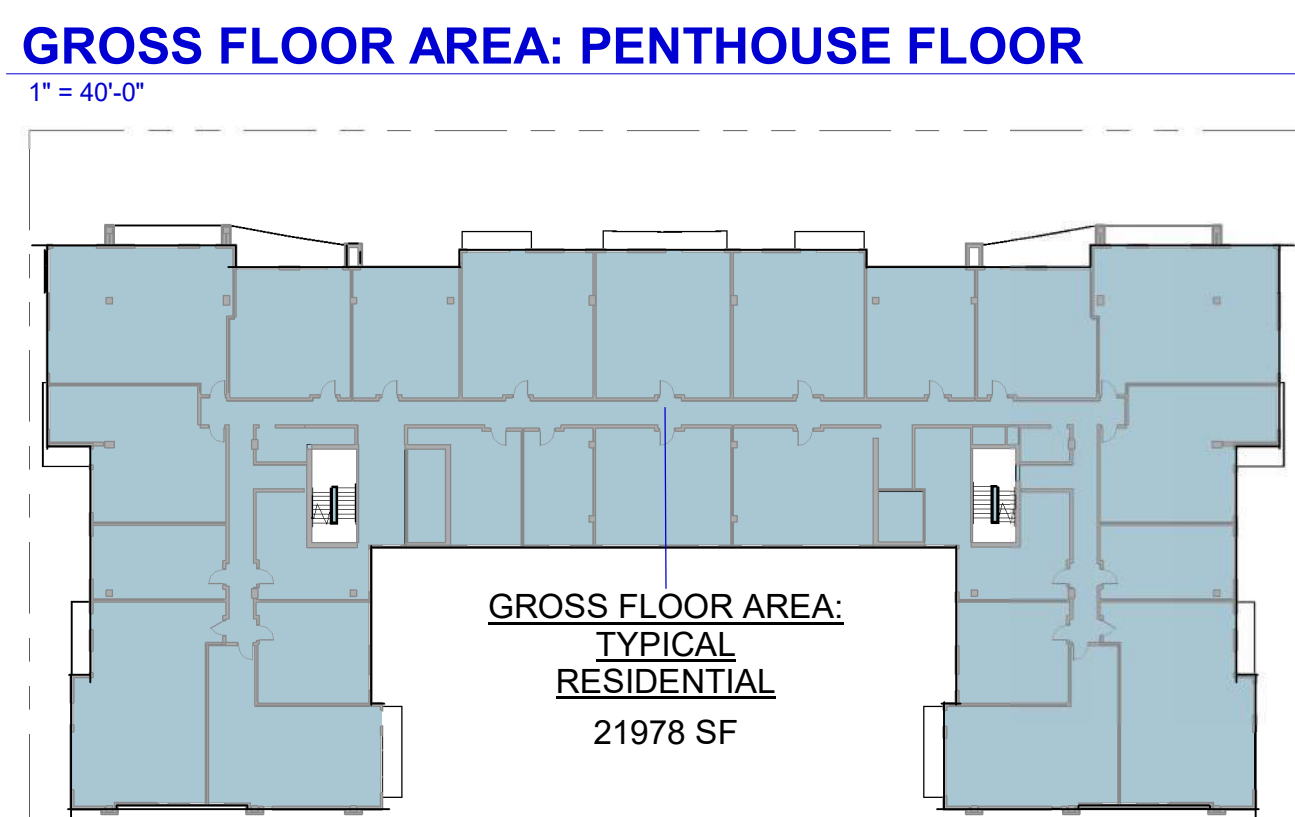 GROSS FLOOR AREA: PENTHOUSE FLOOR
1" = 40'-0"
GROSS FLOOR AREA:
TYPICAL
RESIDENTIAL
21978 SF